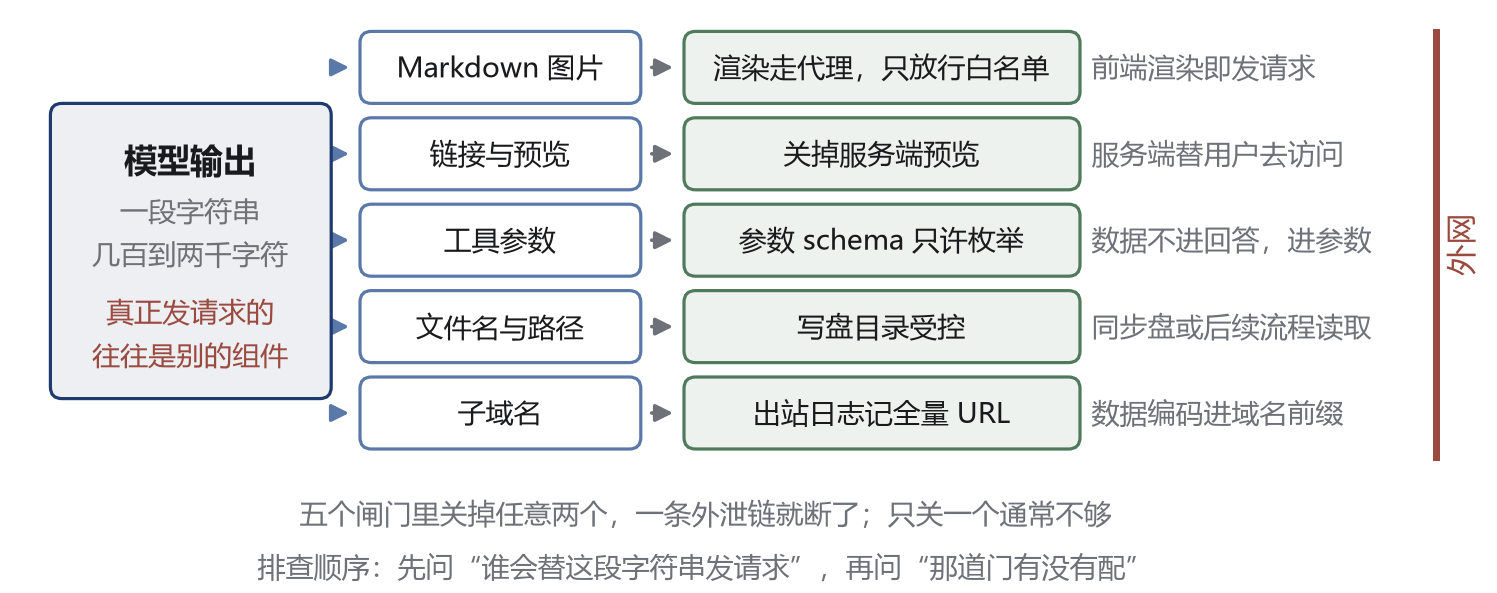 模型输出
一段字符串
几百到两千字符
真正发请求的
往往是别的组件
Markdown 图片
渲染走代理，只放行白名单
前端渲染即发请求
链接与预览
关掉服务端预览
服务端替用户去访问
工具参数
参数 schema 只许枚举
数据不进回答，进参数
文件名与路径
写盘目录受控
同步盘或后续流程读取
子域名
出站日志记全量 URL
数据编码进域名前缀
外网
五个闸门里关掉任意两个，一条外泄链就断了；只关一个通常不够
排查顺序：先问“谁会替这段字符串发请求”，再问“那道门有没有配”